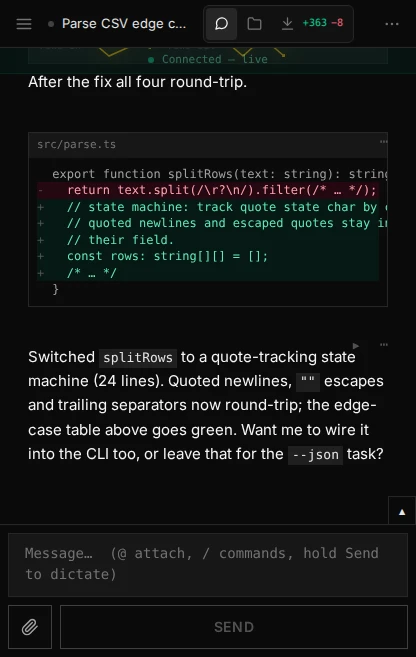 Parse CSV edge c… +363 −8
Connected — live
After the fix all four round-trip.
src/parse.ts
export function splitRows(text: string): string
- return text.split(/\r?\n/).filter(/* … */);
+ // state machine: track quote state char by
+ // quoted newlines and escaped quotes stay in
+ // their field.
+ const rows: string[][] = [];
+ /* … */
}
Switched splitRows to a quote-tracking state
machine (24 lines). Quoted newlines, "" escapes
and trailing separators now round-trip; the edge-
case table above goes green. Want me to wire it
into the CLI too, or leave that for the --json task?
Message… (@ attach, / commands, hold Send
to dictate)
SEND